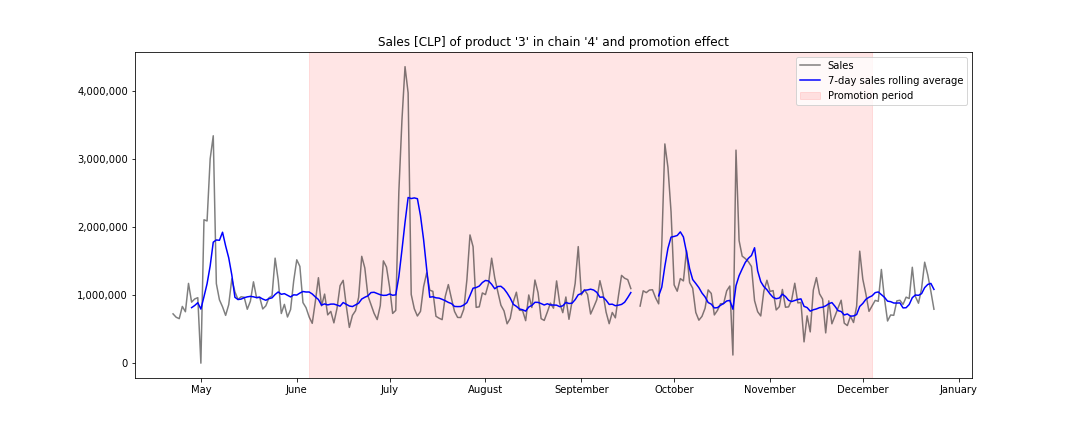 Sales [CLP] of product '3' in chain '4' and promotion effect
Sales
7-day sales rolling average
Promotion period
4,000,000
3,000,000
2,000,000
1,000,000
0
May June July August September October November December January